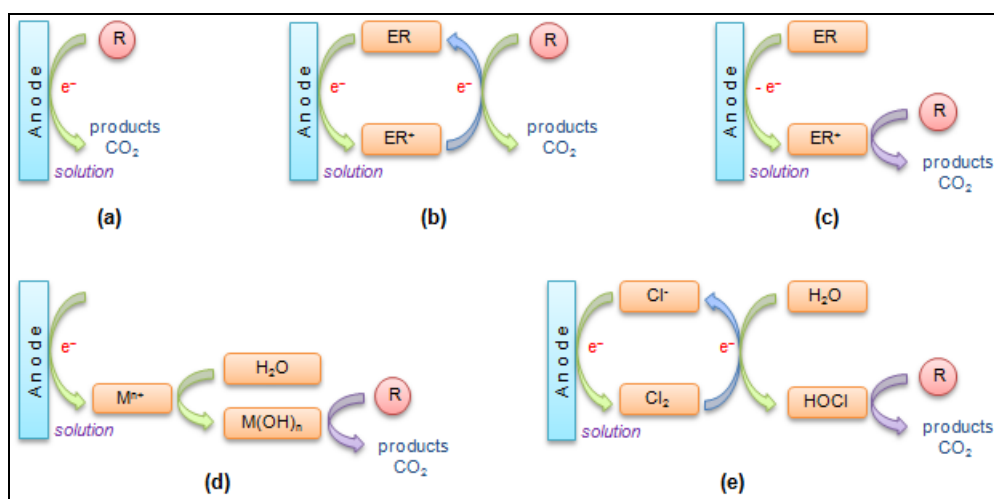 Anode
R
e⁻
products
CO₂
solution
(a)
Anode
ER
R
e⁻
e⁻
ER⁺
products
CO₂
solution
(b)
Anode
ER
- e⁻
R
ER⁺
products
CO₂
solution
(c)
Anode
e⁻
H₂O
Mⁿ⁺
R
M(OH)ₙ
solution
products
CO₂
(d)
Anode
Cl⁻
H₂O
e⁻
e⁻
R
Cl₂
HOCl
solution
products
CO₂
(e)